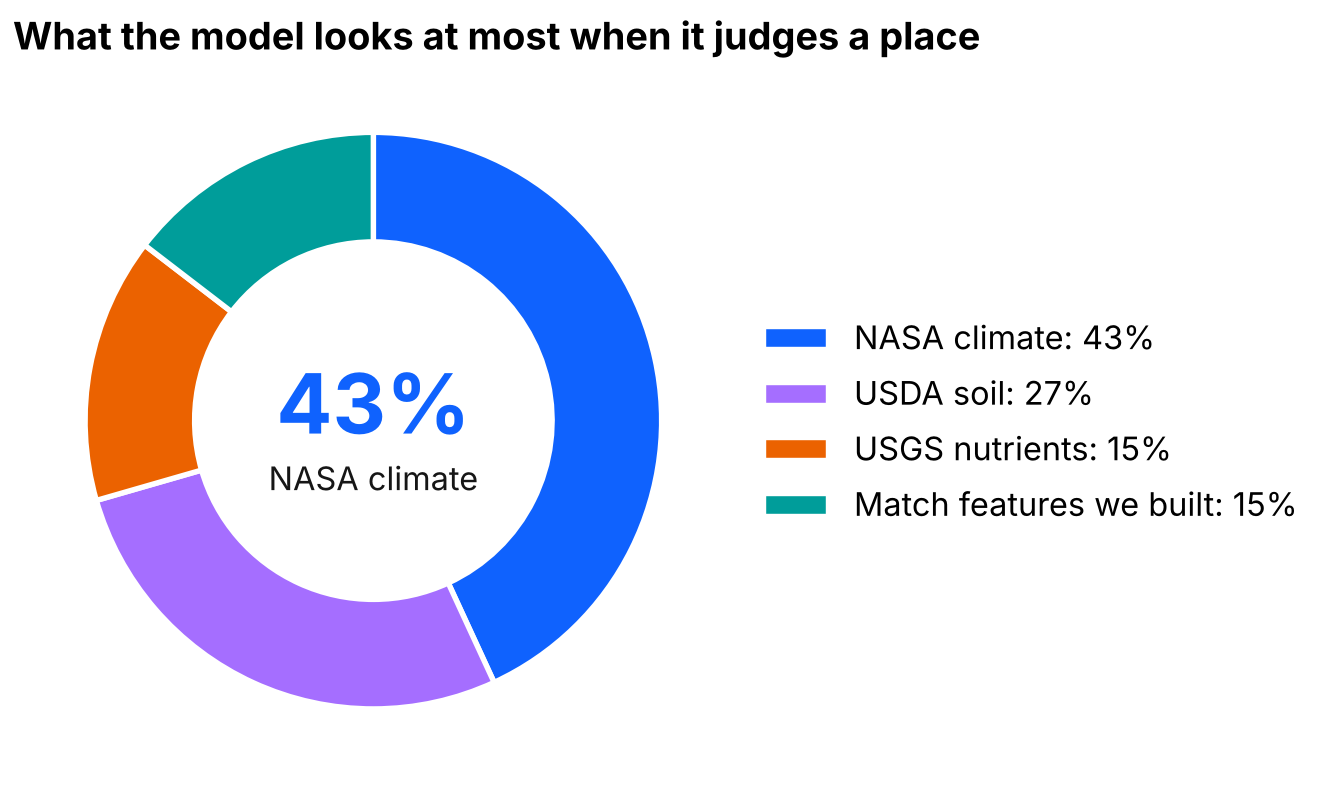 What the model looks at most when it judges a place
43%
NASA climate
NASA climate: 43%
USDA soil: 27%
USGS nutrients: 15%
Match features we built: 15%